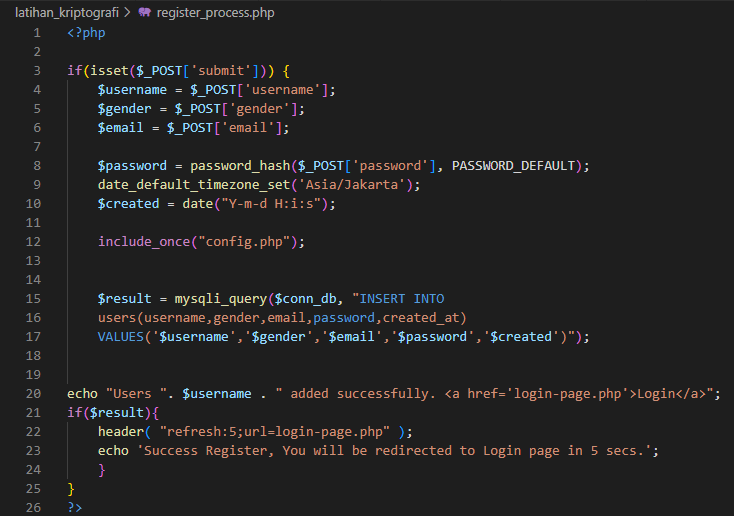 latihan_kriptografi > register_process.php
1 <?php
2
3 if(isset($_POST['submit'])) {
4 $username = $_POST['username'];
5 $gender = $_POST['gender'];
6 $email = $_POST['email'];
7
8 $password = password_hash($_POST['password'], PASSWORD_DEFAULT);
9 date_default_timezone_set('Asia/Jakarta');
10 $created = date("Y-m-d H:i:s");
11
12 include_once("config.php");
13
14
15 $result = mysqli_query($conn_db, "INSERT INTO
16 users(username,gender,email,password,created_at)
17 VALUES('$username','$gender','$email','$password','$created')");
18
19
20 echo "Users ". $username . " added successfully. <a href='login-page.php'>Login</a>";
21 if($result){
22 header( "refresh:5;url=login-page.php" );
23 echo 'Success Register, You will be redirected to Login page in 5 secs.';
24 }
25 }
26 ?>